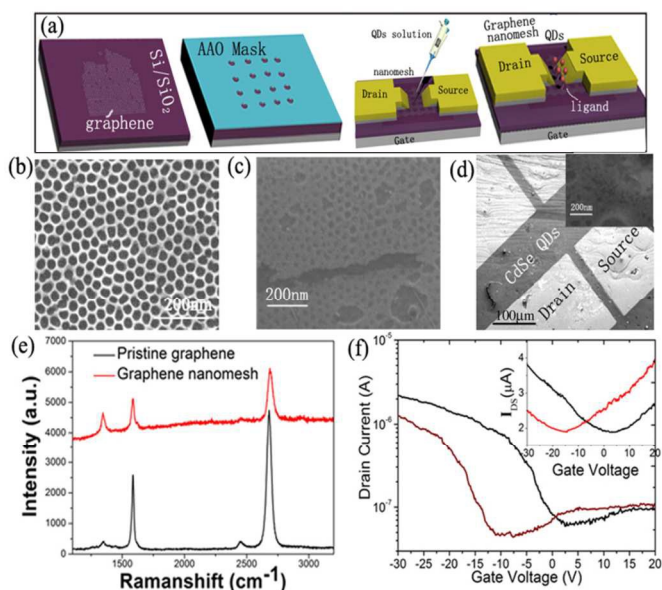 (a)
Si/SiO₂
graphene
AAO Mask
QDs solution
nanomesh
Drain
Source
Gate
Graphene
nanomesh QDs
Drain
Source
ligand
Gate
(b)
200nm
(c)
200nm
(d)
200nm
CdSe QDs
Source
Drain
100μm
(e)
Intensity (a.u.)
7000
6000
5000
4000
3000
2000
1000
0
Pristine graphene
Graphene nanomesh
1500 2000 2500 3000
Ramanshift (cm⁻¹)
(f)
Drain Current (A)
10⁻⁵
10⁻⁶
10⁻⁷
I_DS(μA)
4
3
2
-30 -20 -10 0 10 20
Gate Voltage
-30 -25 -20 -15 -10 -5 0 5 10 15 20
Gate Voltage (V)